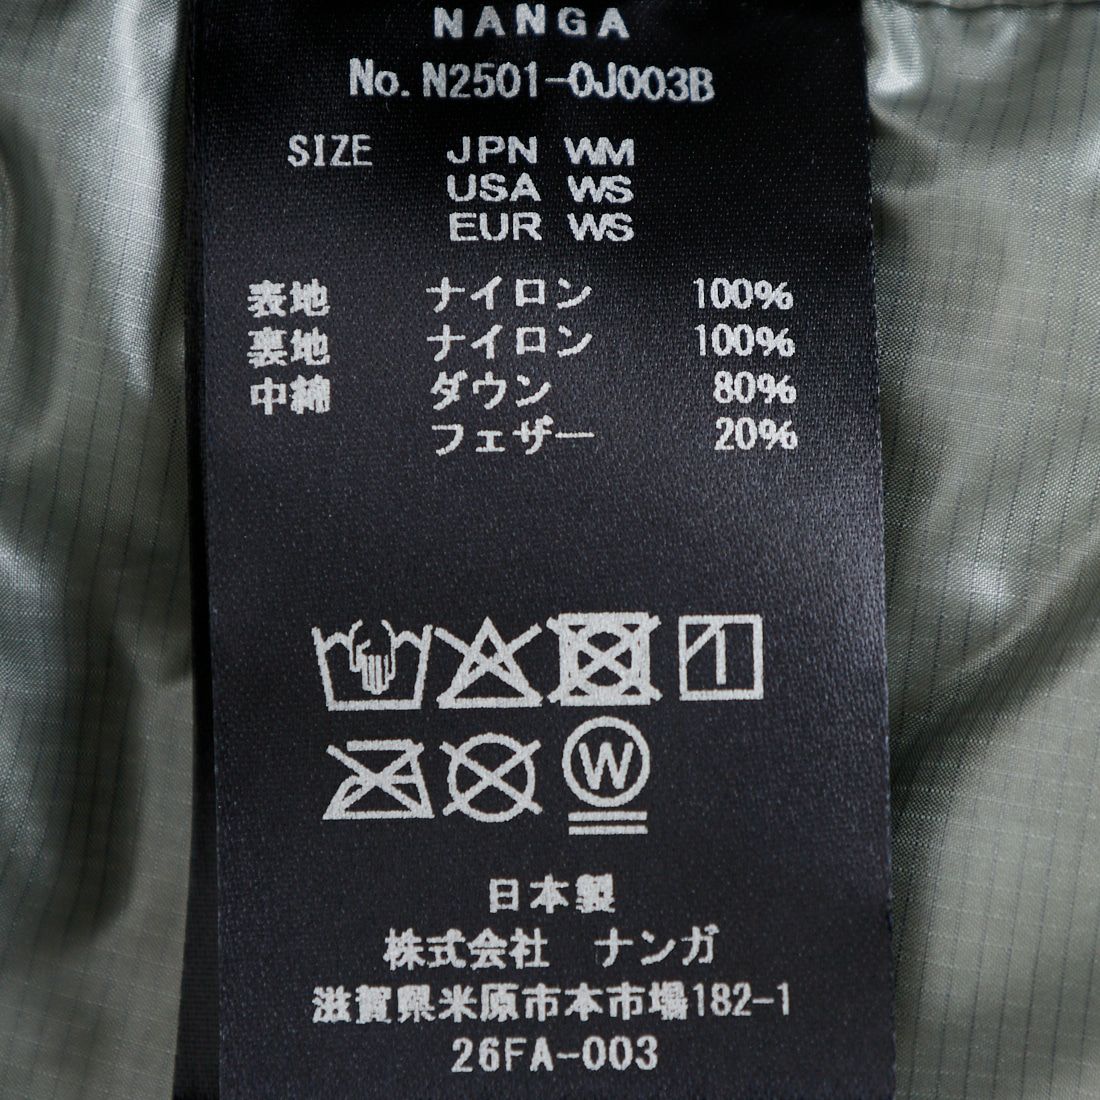 NANGA
No. N2501-0J003B
SIZE JPN WM
USA WS
EUR WS
表地 ナイロン 100%
裏地 ナイロン 100%
中綿 ダウン 80%
フェザー 20%
W
日本製
株式会社 ナンガ
滋賀県米原市本市場182-1
26FA-003